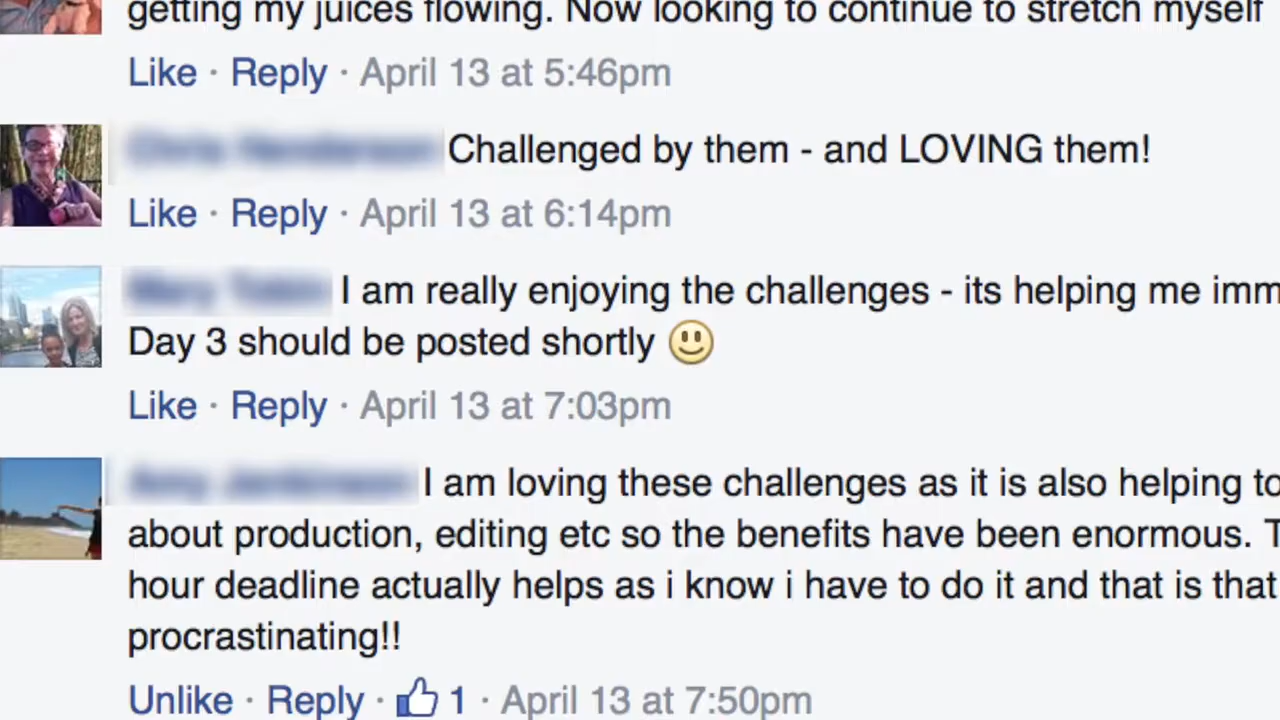 getting my juices flowing. Now looking to continue to stretch myself
Like · Reply · April 13 at 5:46pm
Challenged by them - and LOVING them!
Like · Reply · April 13 at 6:14pm
I am really enjoying the challenges - its helping me imm
Day 3 should be posted shortly
Like · Reply · April 13 at 7:03pm
I am loving these challenges as it is also helping to
about production, editing etc so the benefits have been enormous. T
hour deadline actually helps as i know i have to do it and that is that
procrastinating!!
Unlike · Reply · 1 · April 13 at 7:50pm